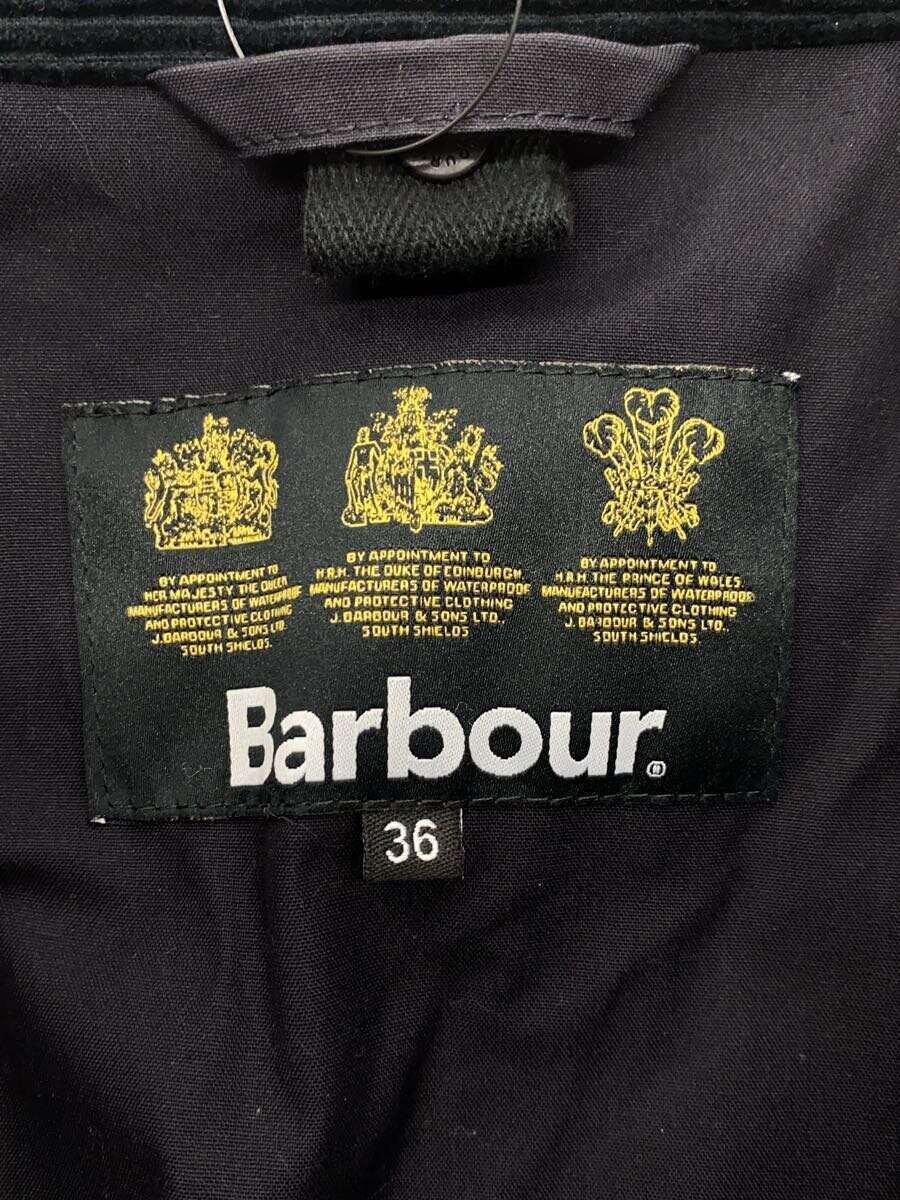 BY APPOINTMENT TO
HER MAJESTY THE QUEEN
MANUFACTURERS OF WATERPROOF
AND PROTECTIVE CLOTHING
J. BARBOUR & SONS LTD.
SOUTH SHIELDS.
BY APPOINTMENT TO
H.R.H. THE DUKE OF EDINBURGH
MANUFACTURERS OF WATERPROOF
AND PROTECTIVE CLOTHING
J. BARBOUR & SONS LTD..
SOUTH SHIELDS
BY APPOINTMENT TO
H.R.H. THE PRINCE OF WALES.
MANUFACTURERS OF WATERPROOF
AND PROTECTIVE CLOTHING
J. BARBOUR & SONS LTD..
SOUTH SHIELDS.
Barbour®
36